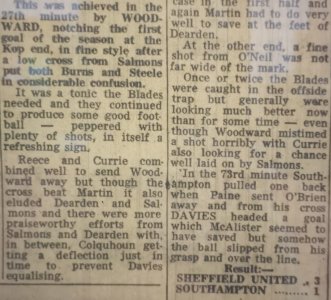 This was achieved in the
27th minute by WOOD-
WARD, notching the first
goal of the season at the
Kop end, in fine style after
a low cross from Salmons
put both Burns and Steele
in considerable confusion.
It was a tonic the Blades
needed and they continued
to produce some good foot-
ball — peppered with
plenty of shots, in itself a
refreshing sign.
Reece and Currie com-
bined well to send Wood-
ward away but though the
cross beat Martin it also
eluded Dearden and Sal-
mons and there were more
praiseworthy efforts from
Salmons and Dearden with,
in between, Colquhoun get-
ting a deflection just in
time to prevent Davies
equalising.
case in the first half and
again Martin had to do very
well to save at the feet of
Dearden.
At the other end, a fine
shot from O'Neil was not
far wide of the mark.
Once or twice the Blades
were caught in the offside
trap but generally were
looking much better now
than for some time — even
though Woodward mistimed
a shot horribly with Currie
also looking for a chance
well laid on by Salmons.
In the 73rd minute South-
hampton pulled one back
when Paine sent O'Brien
away and from his cross
DAVIES headed a goal
which McAlister seemed to
have saved but somehow
the ball slipped from his
grasp and over the line.
Result:—
SHEFFIELD UNITED .. 3
SOUTHAMPTON ....... 1